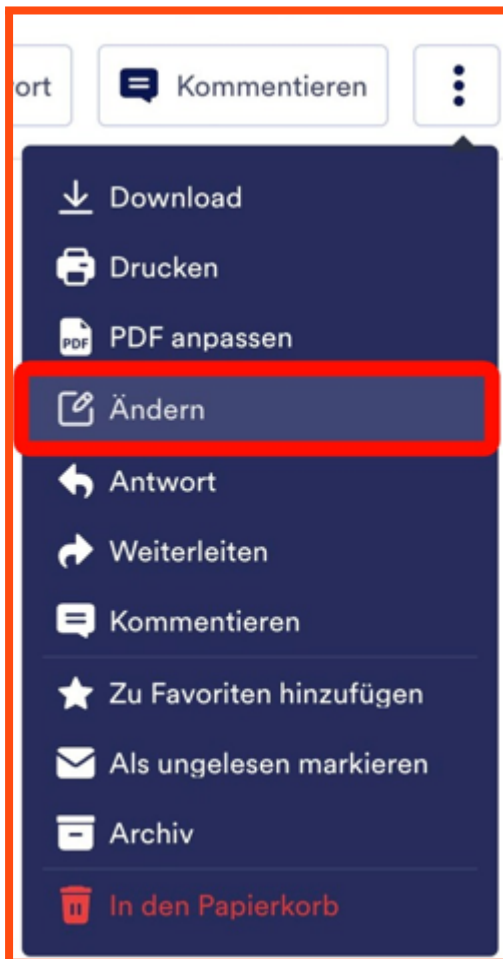 ort Kommentieren
Download
Drucken
PDF PDF anpassen
Ändern
Antwort
Weiterleiten
Kommentieren
Zu Favoriten hinzufügen
Als ungelesen markieren
Archiv
In den Papierkorb